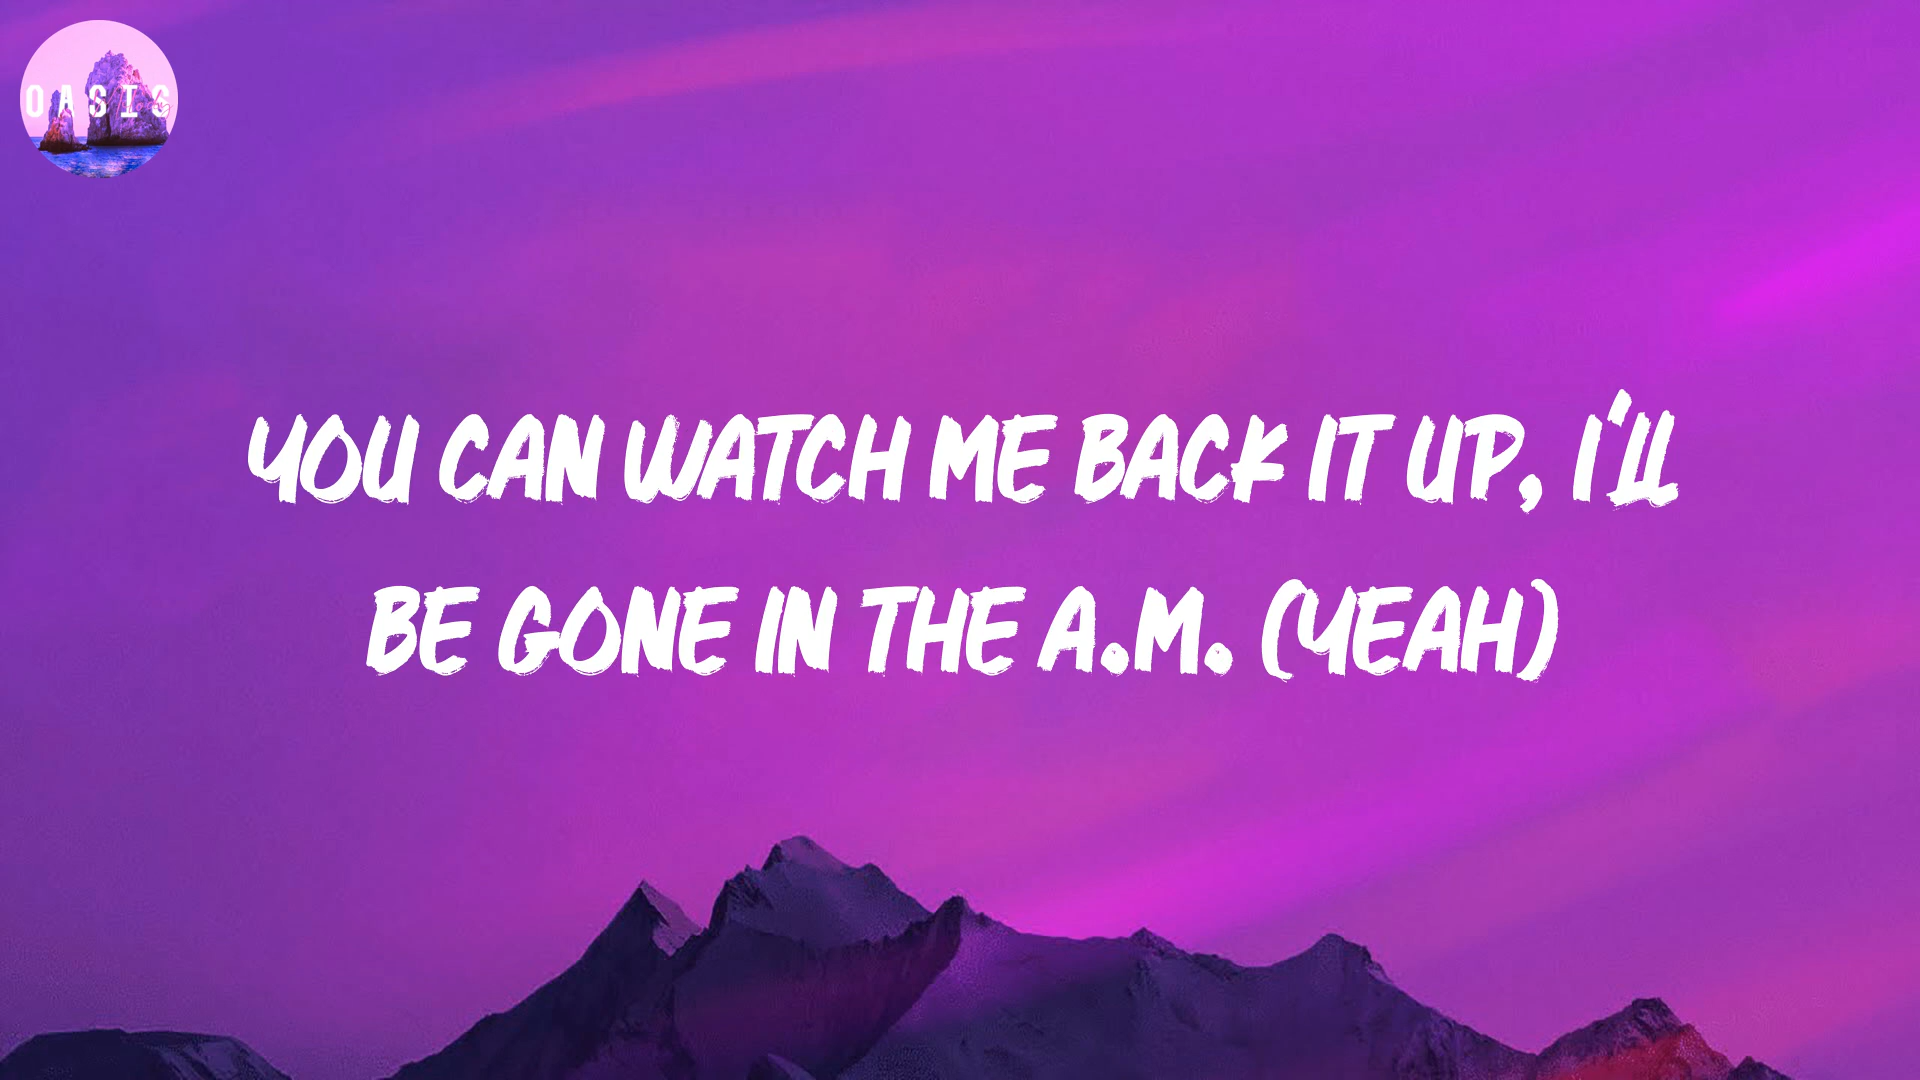 OASIS
YOU CAN WATCH ME BACK IT UP, I'LL
BE GONE IN THE A.M. (YEAH)